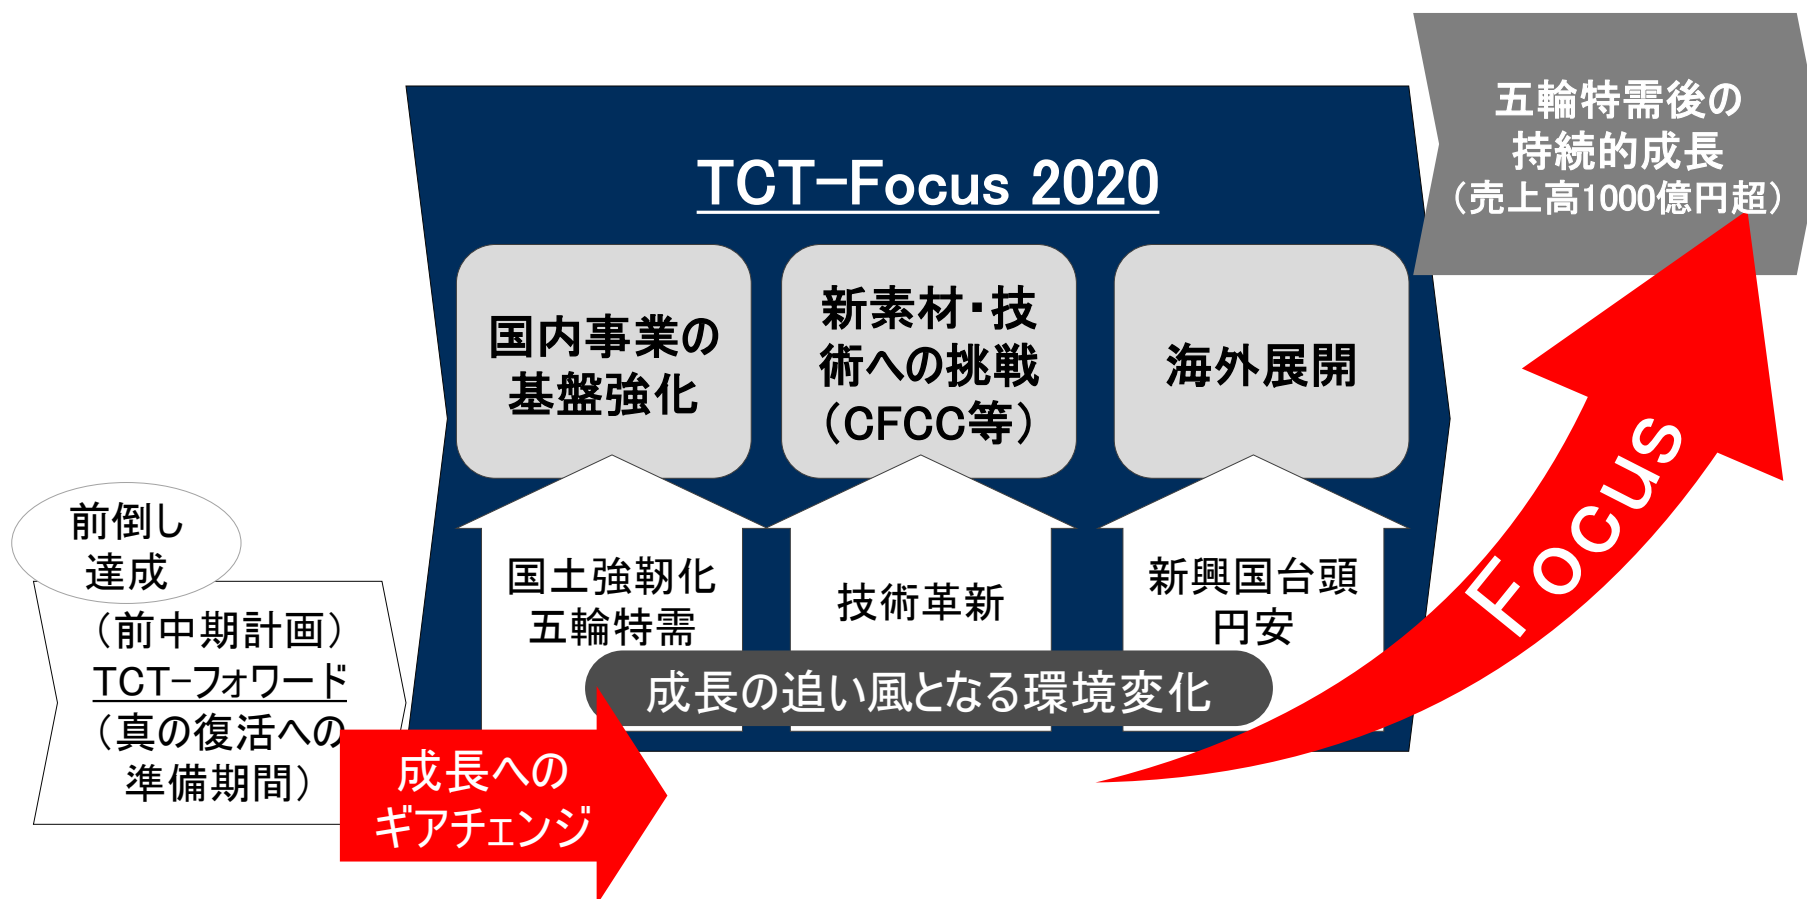 五輪特需後の
持続的成長
（売上高1000億円超）
TCT−Focus 2020
国内事業の
基盤強化
新素材・技
術への挑戦
（CFCC等）
海外展開
国土強靭化
五輪特需
技術革新
新興国台頭
円安
成長の追い風となる環境変化
前倒し
達成
（前中期計画）
TCT−フォワード
（真の復活への
準備期間）
成長への
ギアチェンジ
Focus